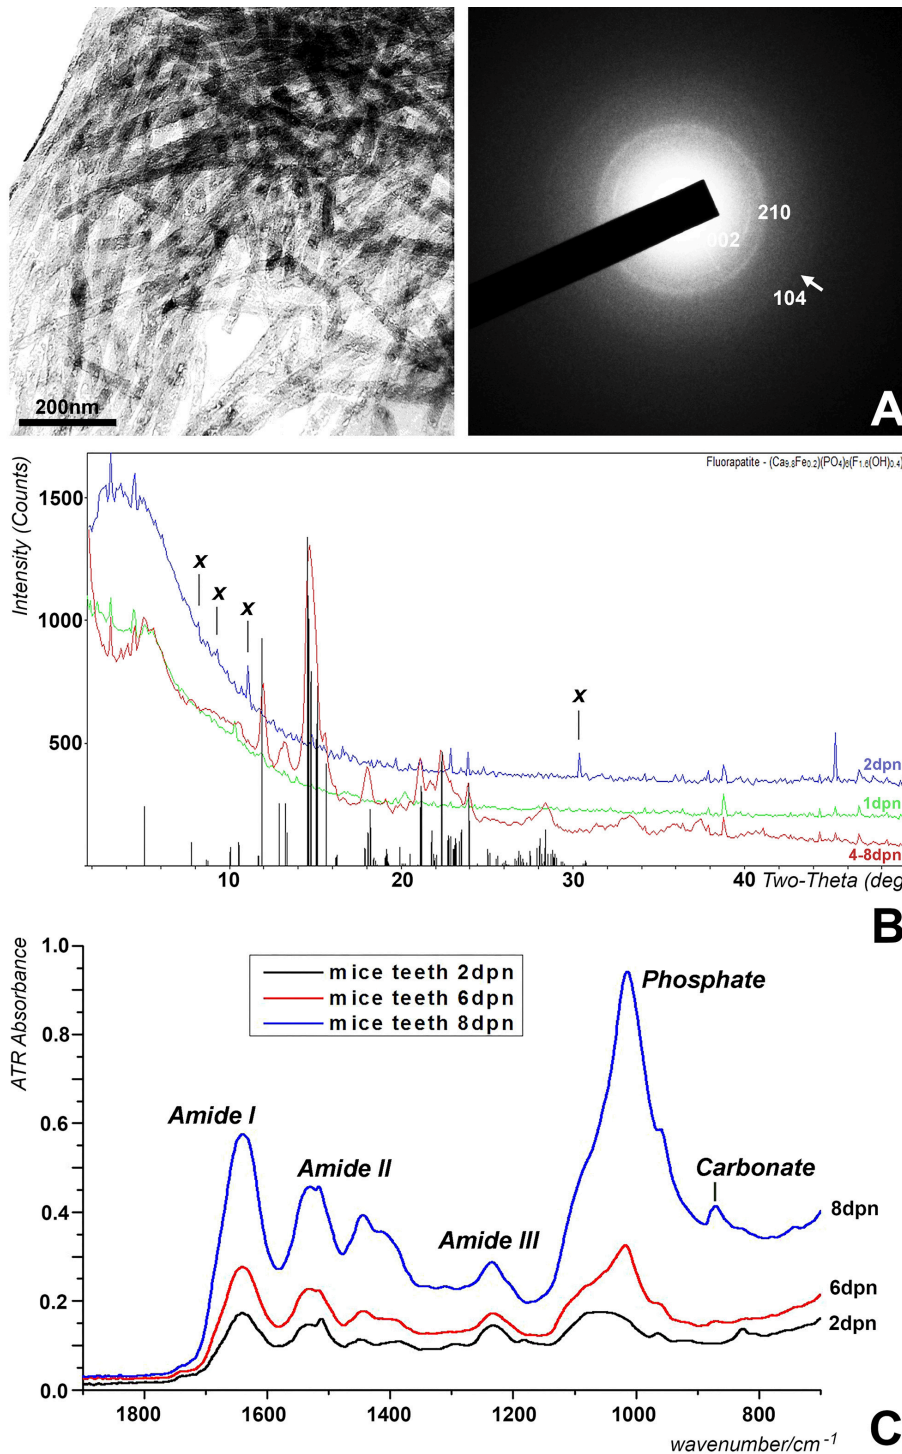 200nm
210
002
104
A
Intensity (Counts)
Fluorapatite - (Ca9.8Fe0.2)(PO4)6(F1.6(OH)0.4)
1500
1000
500
x
x
x
x
2dpn
1dpn
4-8dpn
10
20
30
40
Two-Theta (deg
B
ATR Absorbance
1.0
0.8
0.6
0.4
0.2
0.0
mice teeth 2dpn
mice teeth 6dpn
mice teeth 8dpn
Phosphate
Amide I
Amide II
Carbonate
Amide III
8dpn
6dpn
2dpn
1800
1600
1400
1200
1000
800
wavenumber/cm-1
C